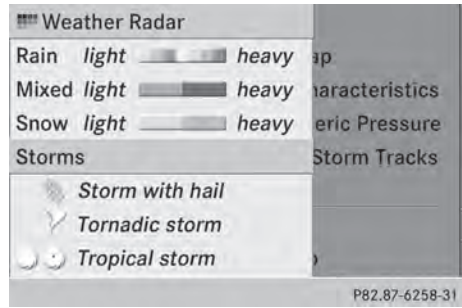 Weather Radar
Rain light heavy ap
Mixed light heavy haracteristics
Snow light heavy eric Pressure
Storms Storm Tracks
Storm with hail
Tornadic storm
Tropical storm
P82.87-6258-31